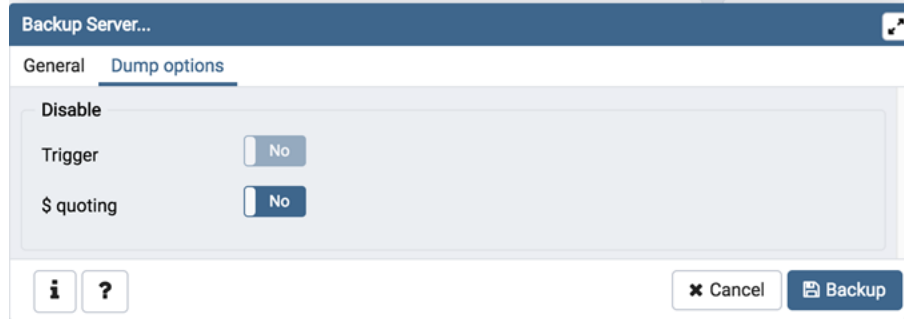 Backup Server...
General Dump options
Disable
Trigger No
$ quoting No
i ? Cancel Backup